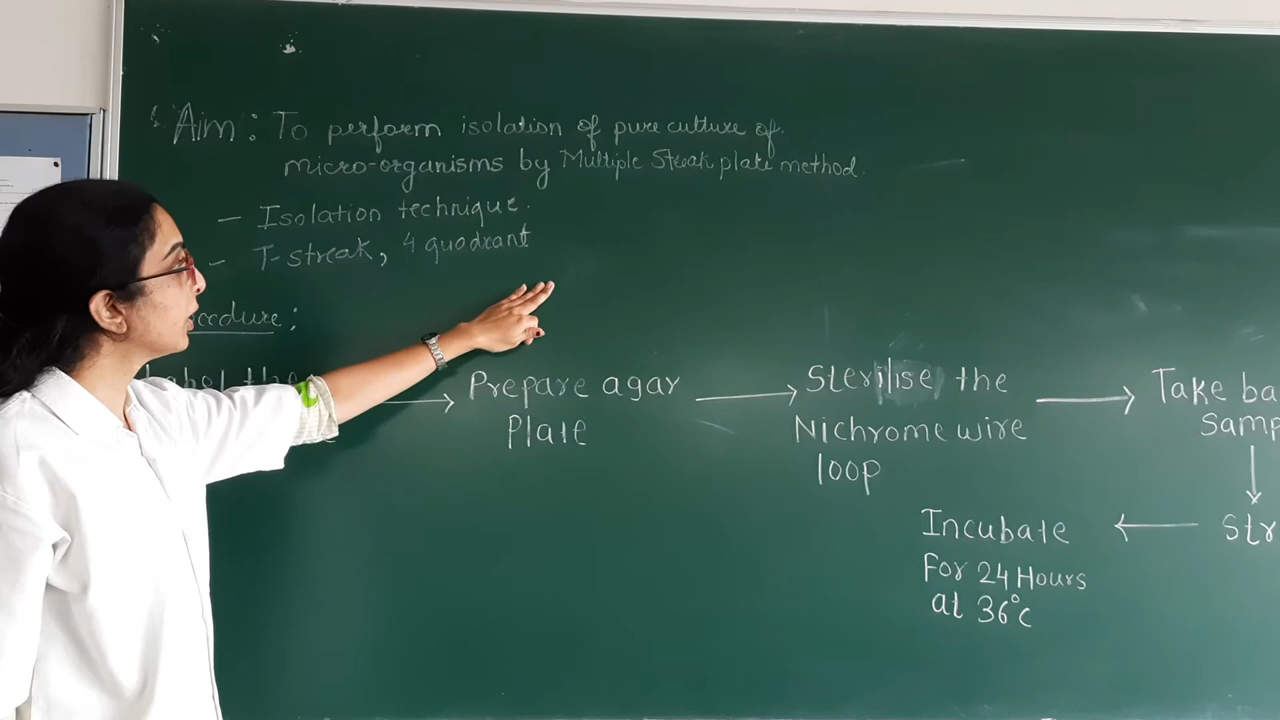 Aim: To perform isolation of pure culture of
micro-organisms by Multiple Streak plate method.
- Isolation technique.
- T-streak, 4 quadrant
Prepare agar
Plate
Sterilise the
Nichrome wire
loop
Take
Incubate
For 24 Hours
at 36°C